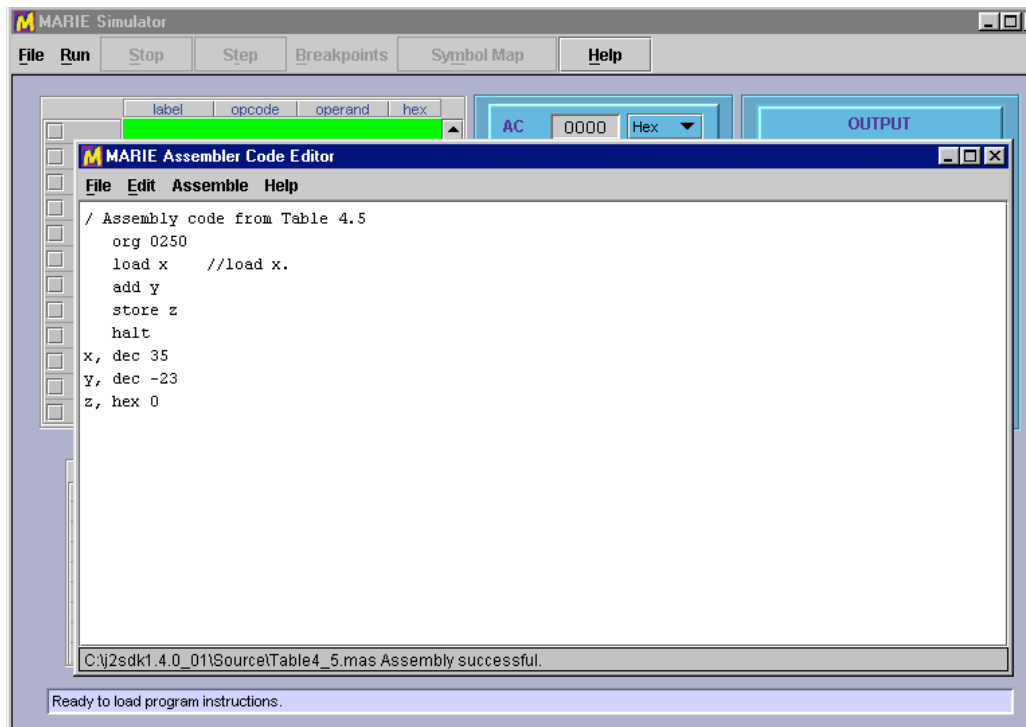 MARIE Simulator
File Run Stop Step Breakpoints Symbol Map Help
label opcode operand hex
AC 0000 Hex
OUTPUT
MARIE Assembler Code Editor
File Edit Assemble Help
/ Assembly code from Table 4.5
org 0250
load x //load x.
add y
store z
halt
x, dec 35
y, dec -23
z, hex 0
C:\j2sdk1.4.0_01\Source\Table4_5.mas Assembly successful.
Ready to load program instructions.